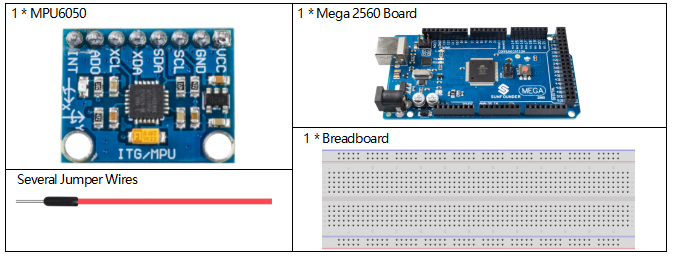 1 * MPU6050
INT AD0 XCL XDA SDA SCL GND VCC
ITG/MPU
Several Jumper Wires
1 * Mega 2560 Board
SUNFOUNDER
MEGA
1 * Breadboard